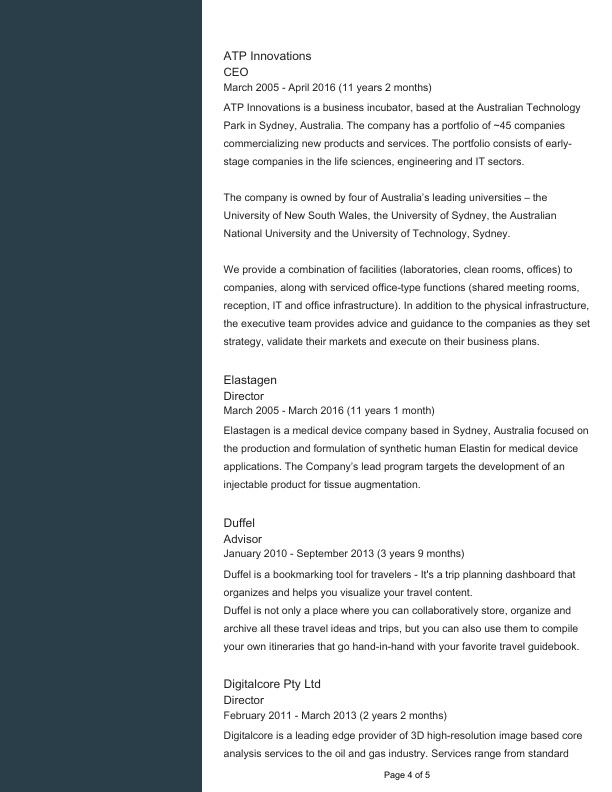 ATP Innovations
CEO
March 2005 - April 2016 (11 years 2 months)
ATP Innovations is a business incubator, based at the Australian Technology
Park in Sydney, Australia. The company has a portfolio of ~45 companies
commercializing new products and services. The portfolio consists of early-
stage companies in the life sciences, engineering and IT sectors.
The company is owned by four of Australia’s leading universities – the
University of New South Wales, the University of Sydney, the Australian
National University and the University of Technology, Sydney.
We provide a combination of facilities (laboratories, clean rooms, offices) to
companies, along with serviced office-type functions (shared meeting rooms,
reception, IT and office infrastructure). In addition to the physical infrastructure,
the executive team provides advice and guidance to the companies as they set
strategy, validate their markets and execute on their business plans.
Elastagen
Director
March 2005 - March 2016 (11 years 1 month)
Elastagen is a medical device company based in Sydney, Australia focused on
the production and formulation of synthetic human Elastin for medical device
applications. The Company’s lead program targets the development of an
injectable product for tissue augmentation.
Duffel
Advisor
January 2010 - September 2013 (3 years 9 months)
Duffel is a bookmarking tool for travelers - It's a trip planning dashboard that
organizes and helps you visualize your travel content.
Duffel is not only a place where you can collaboratively store, organize and
archive all these travel ideas and trips, but you can also use them to compile
your own itineraries that go hand-in-hand with your favorite travel guidebook.
Digitalcore Pty Ltd
Director
February 2011 - March 2013 (2 years 2 months)
Digitalcore is a leading edge provider of 3D high-resolution image based core
analysis services to the oil and gas industry. Services range from standard
Page 4 of 5